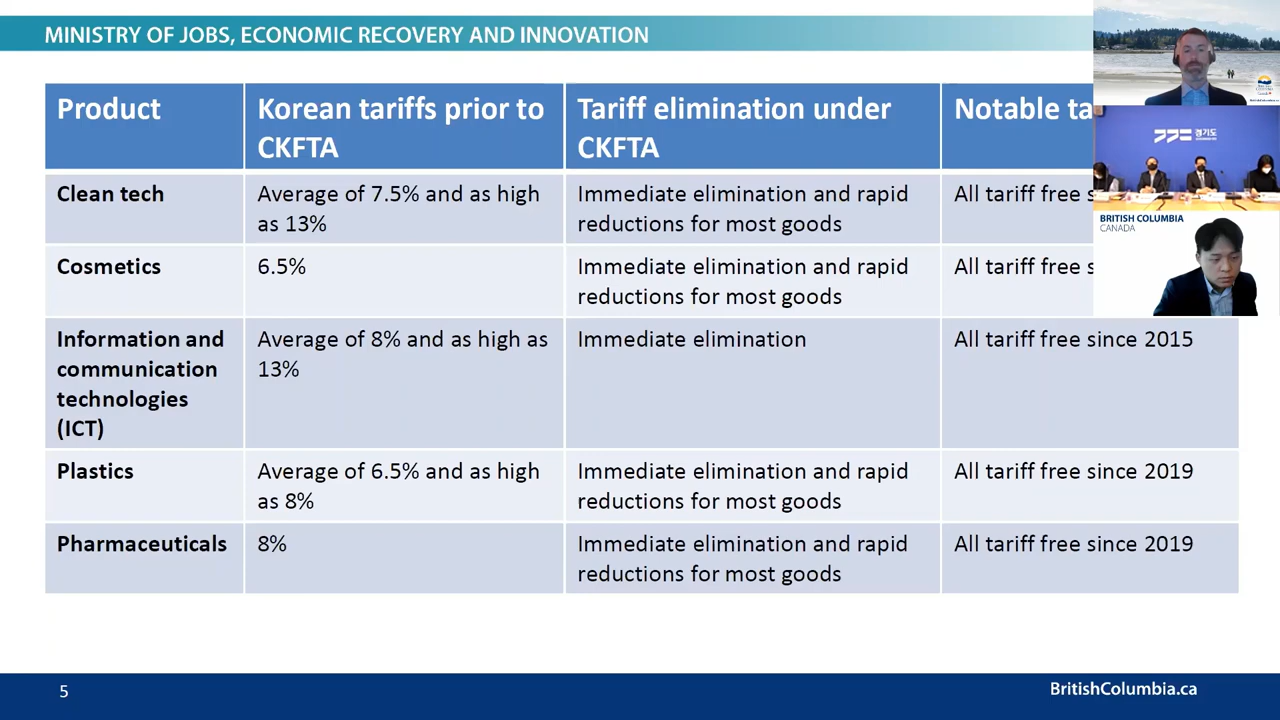 MINISTRY OF JOBS, ECONOMIC RECOVERY AND INNOVATION
Product
Korean tariffs prior to
CKFTA
Tariff elimination under
CKFTA
Notable
Clean tech
Average of 7.5% and as high
as 13%
Immediate elimination and rapid
reductions for most goods
All tariff free
Cosmetics
6.5%
Immediate elimination and rapid
reductions for most goods
All tariff free
Information and
communication
technologies
(ICT)
Average of 8% and as high as
13%
Immediate elimination
All tariff free since 2015
Plastics
Average of 6.5% and as high
as 8%
Immediate elimination and rapid
reductions for most goods
All tariff free since 2019
Pharmaceuticals
8%
Immediate elimination and rapid
reductions for most goods
All tariff free since 2019
경기도
BRITISH COLUMBIA
CANADA
5
BritishColumbia.ca